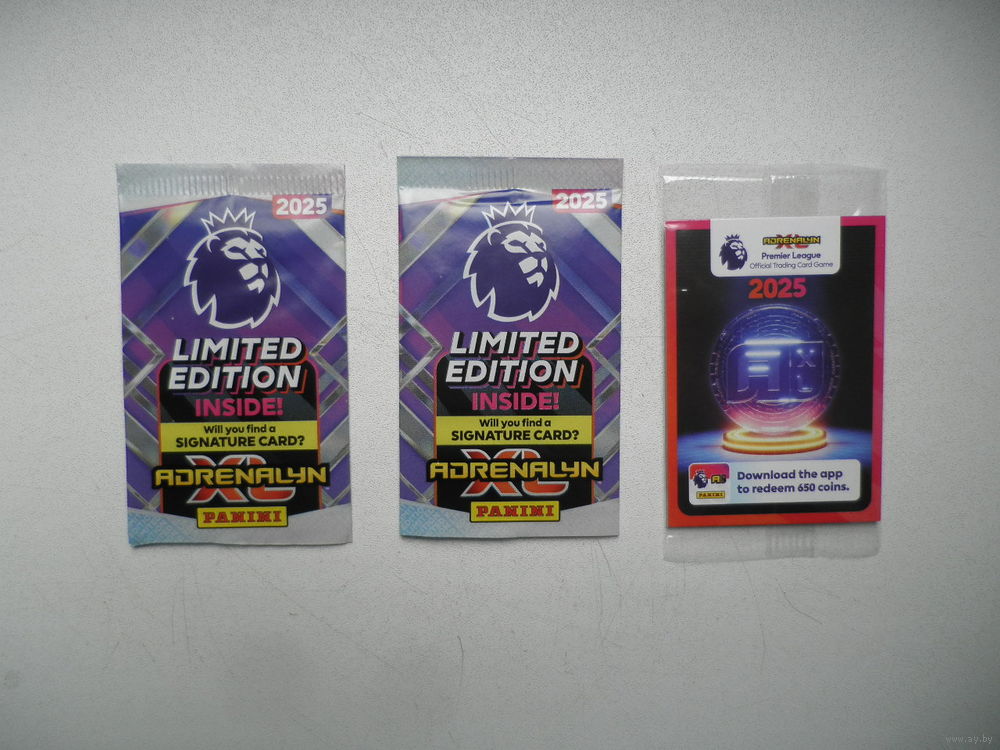 2025
LIMITED
EDITION
INSIDE!
Will you find a
SIGNATURE CARD?
ADRENALYN
XL
PANINI
2025
LIMITED
EDITION
INSIDE!
Will you find a
SIGNATURE CARD?
ADRENALYN
XL
PANINI
ADRENALYN
XL
Premier League
Official Trading Card Game
2025
Download the app
to redeem 650 coins.
PANINI
www.ay.by